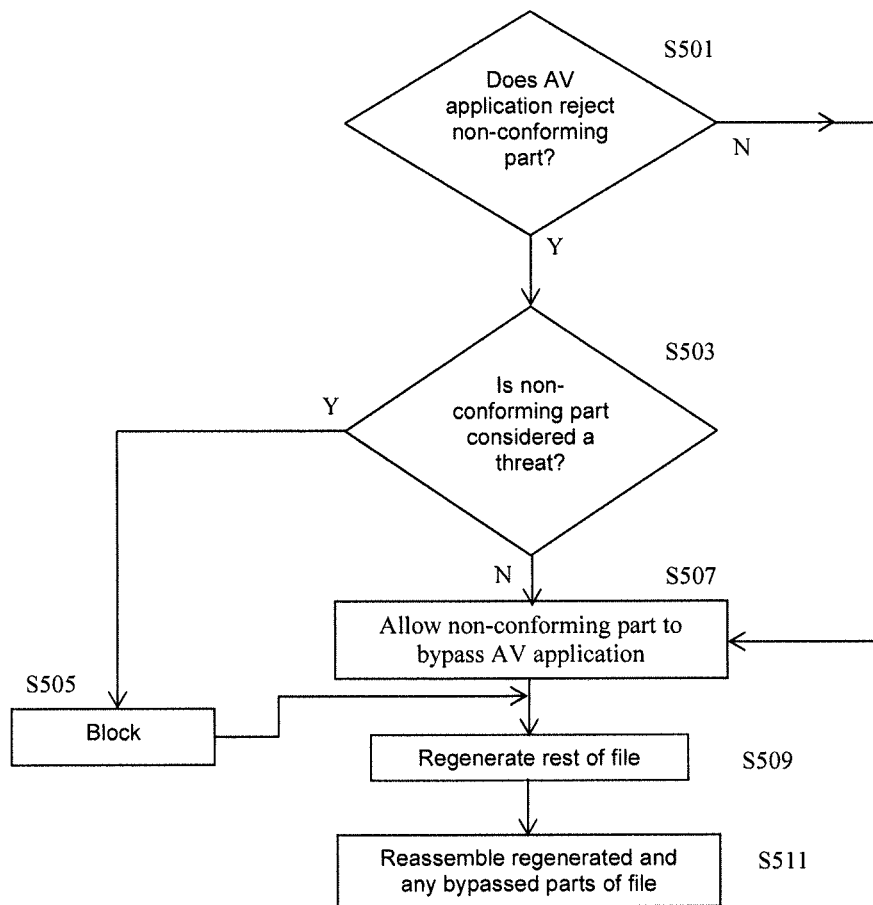 S501
Does AV
application reject
non-conforming
part?
N
Y
S503
Is non-
conforming part
considered a
threat?
Y
N
S507
Allow non-conforming part to
bypass AV application
S505
Block
Regenerate rest of file
S509
Reassemble regenerated and
any bypassed parts of file
S511